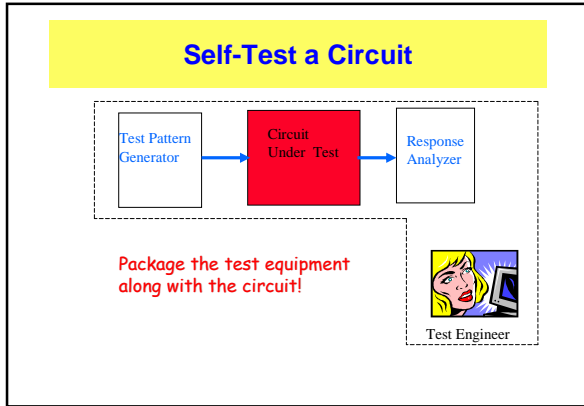 Self-Test a Circuit
Test Pattern
Generator
Circuit
Under Test
Response
Analyzer
Package the test equipment
along with the circuit!
Test Engineer